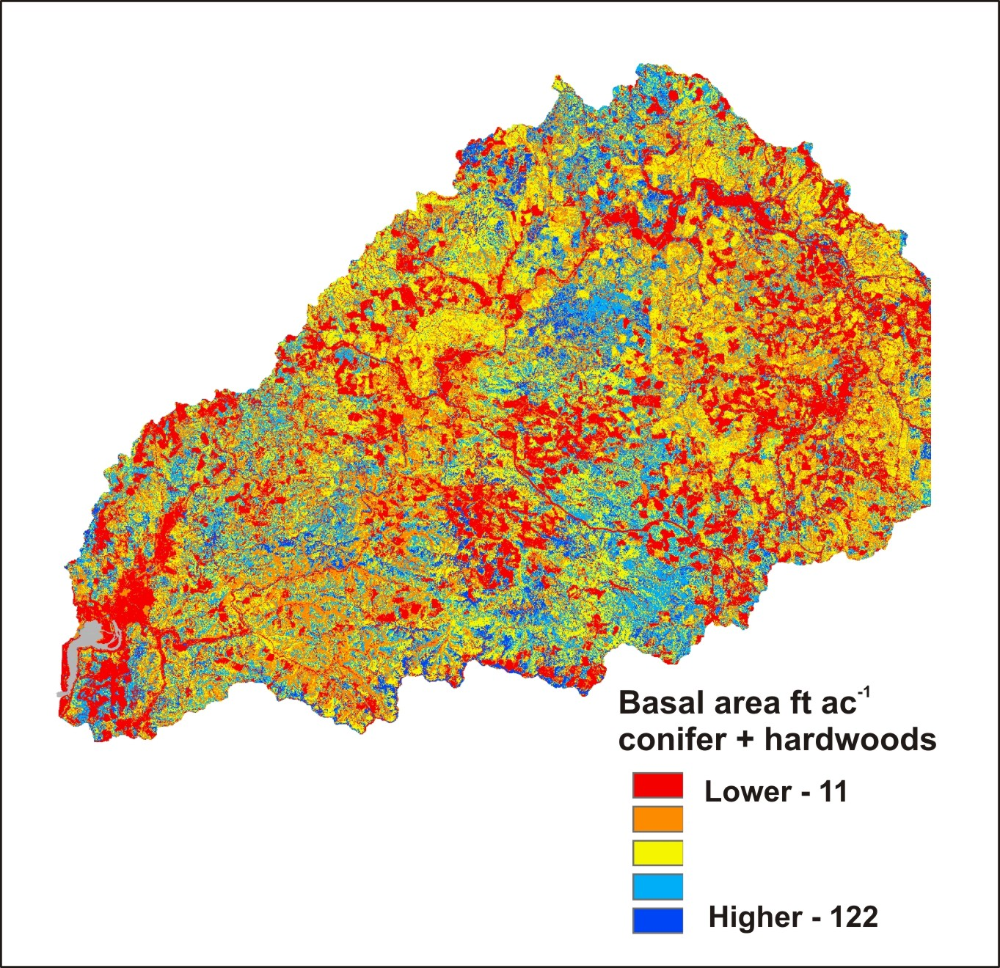 Basal area ft ac-1
conifer + hardwoods
Lower - 11
Higher - 122